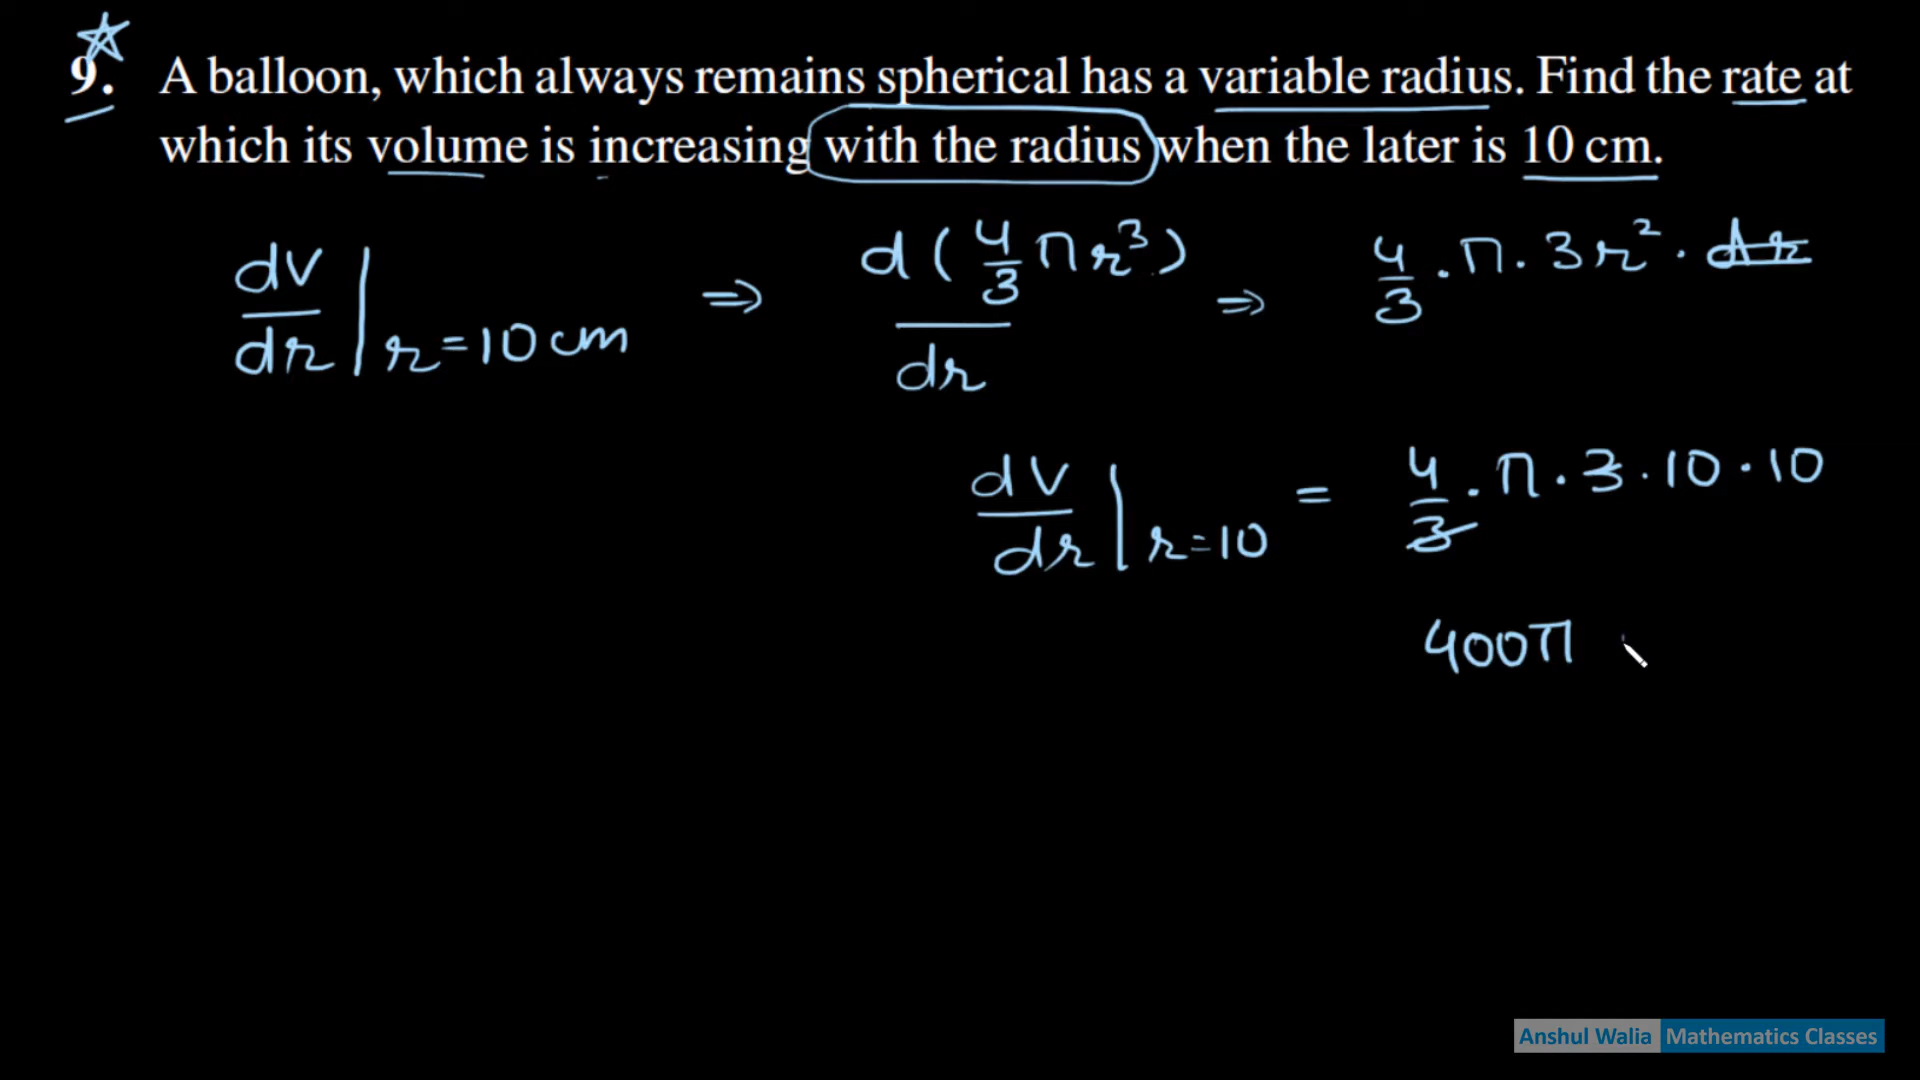 9. A balloon, which always remains spherical has a variable radius. Find the rate at
which its volume is increasing with the radius when the later is 10 cm.
dv/dr | r=10cm ⇒ d(4/3 πr³)/dr ⇒ 4/3 · π · 3r² · dr
dv/dr | r=10 = 4/3 · π · 3 · 10 · 10
400π
Anshul Walia Mathematics Classes